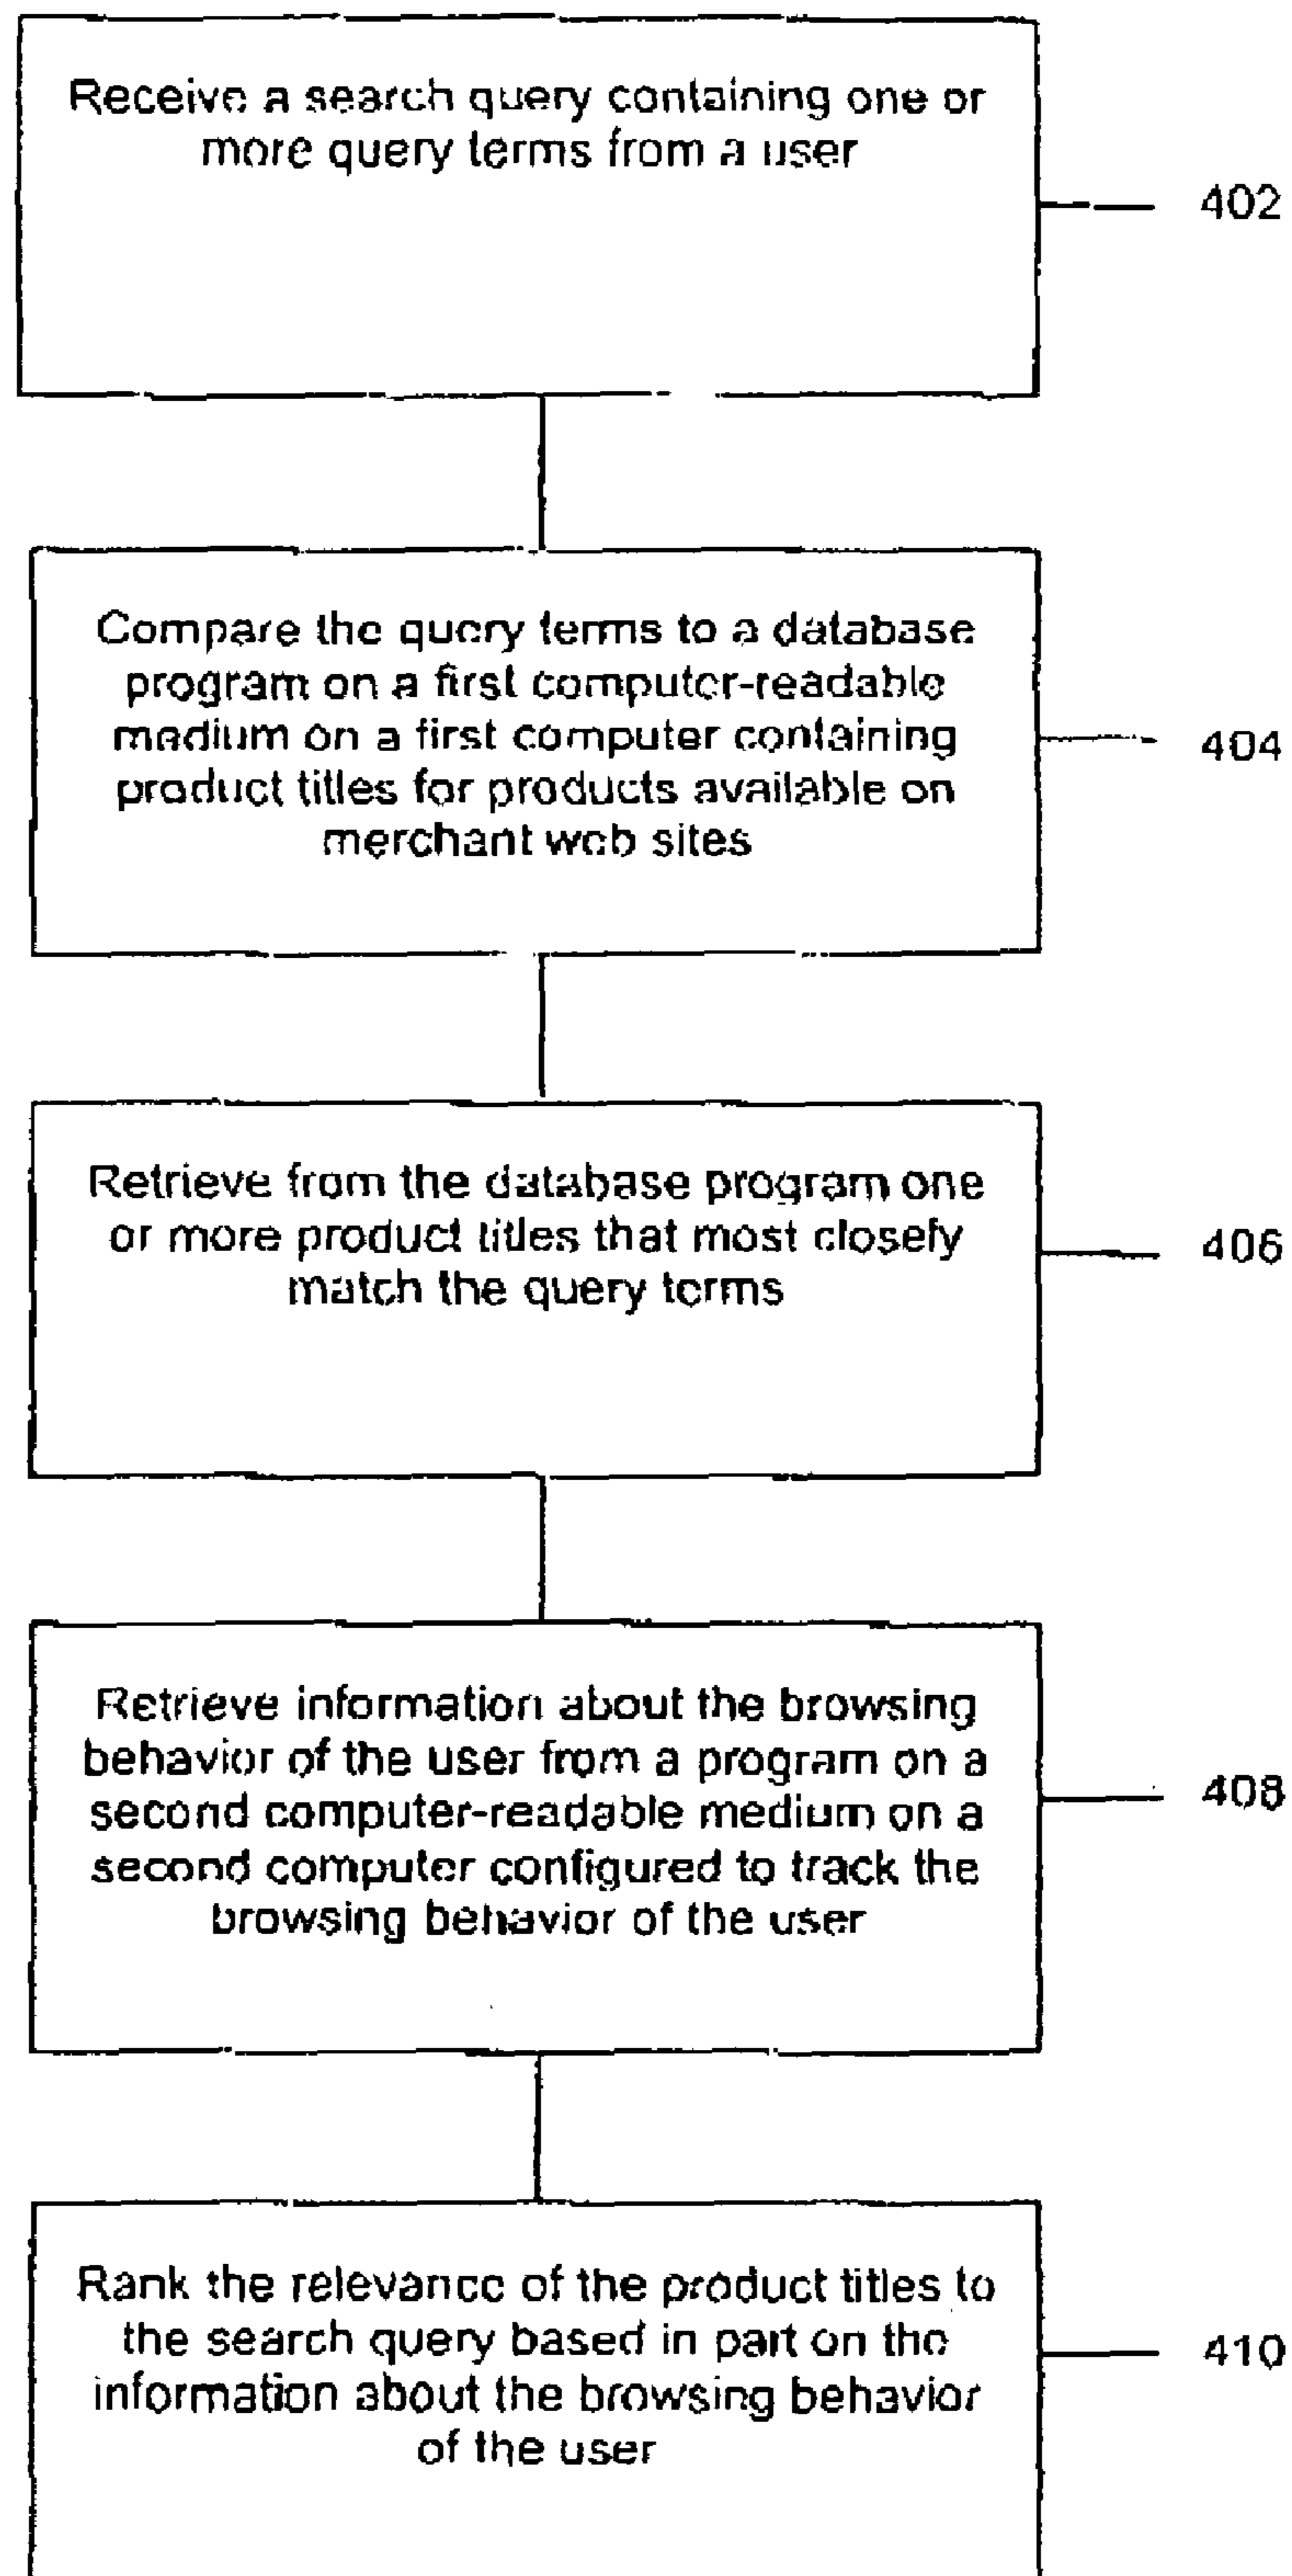 Receive a search query containing one or
more query terms from a user
402
Compare the query terms to a database
program on a first computer-readable
medium on a first computer containing
product titles for products available on
merchant web sites
404
Retrieve from the database program one
or more product titles that most closely
match the query terms
406
Retrieve information about the browsing
behavior of the user from a program on a
second computer-readable medium on a
second computer configured to track the
browsing behavior of the user
408
Rank the relevance of the product titles to
the search query based in part on the
information about the browsing behavior
of the user
410